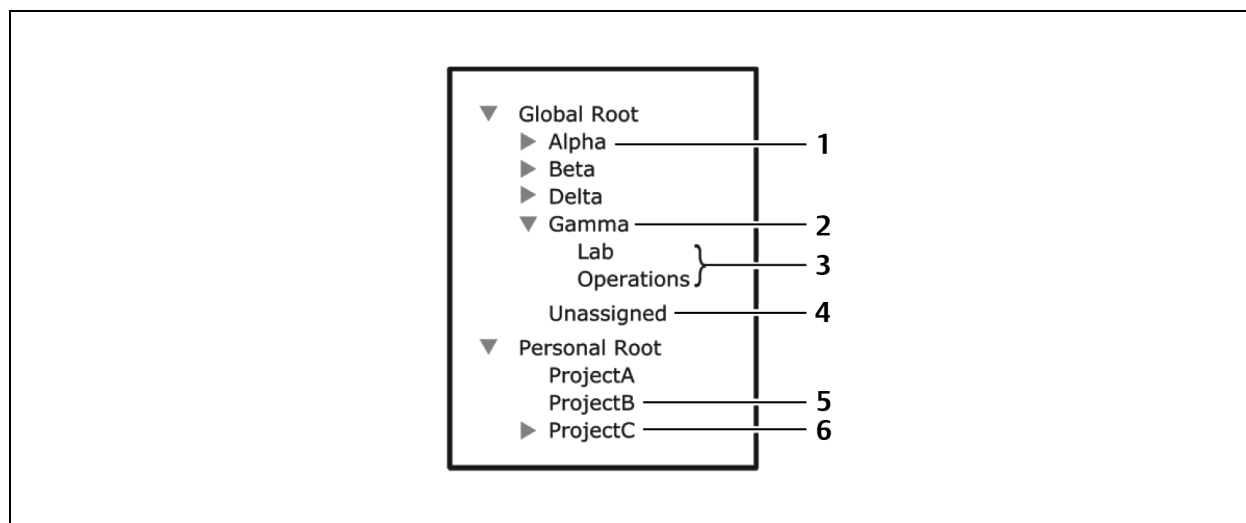 Global Root
Alpha 1
Beta
Delta
Gamma 2
Lab
3
Operations
Unassigned 4
Personal Root
ProjectA
ProjectB 5
ProjectC 6